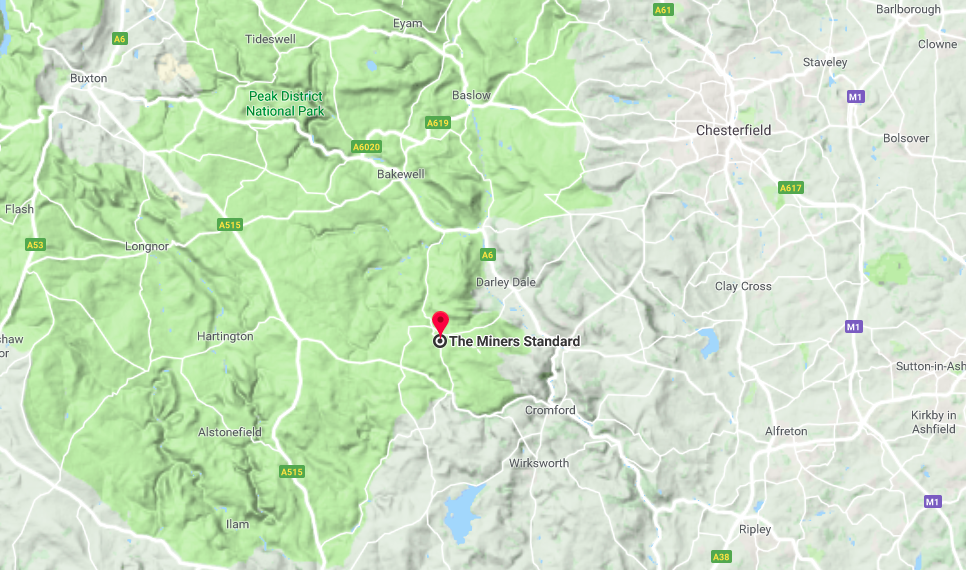 A61
Barlborough
Eyam
A6
Tideswell
Clowne
Staveley
Buxton
Peak District
National Park
Baslow
M1
A619
Chesterfield
Bolsover
A6020
Bakewell
A617
Flash
A515
A53
Longnor
A6
Darley Dale
Clay Cross
M1
The Miners Standard
Hartington
shaw
or
Sutton-in-Ash
Cromford
Kirkby in
Ashfield
Alstonefield
Alfreton
Wirksworth
A515
M1
Ilam
Ripley
A38